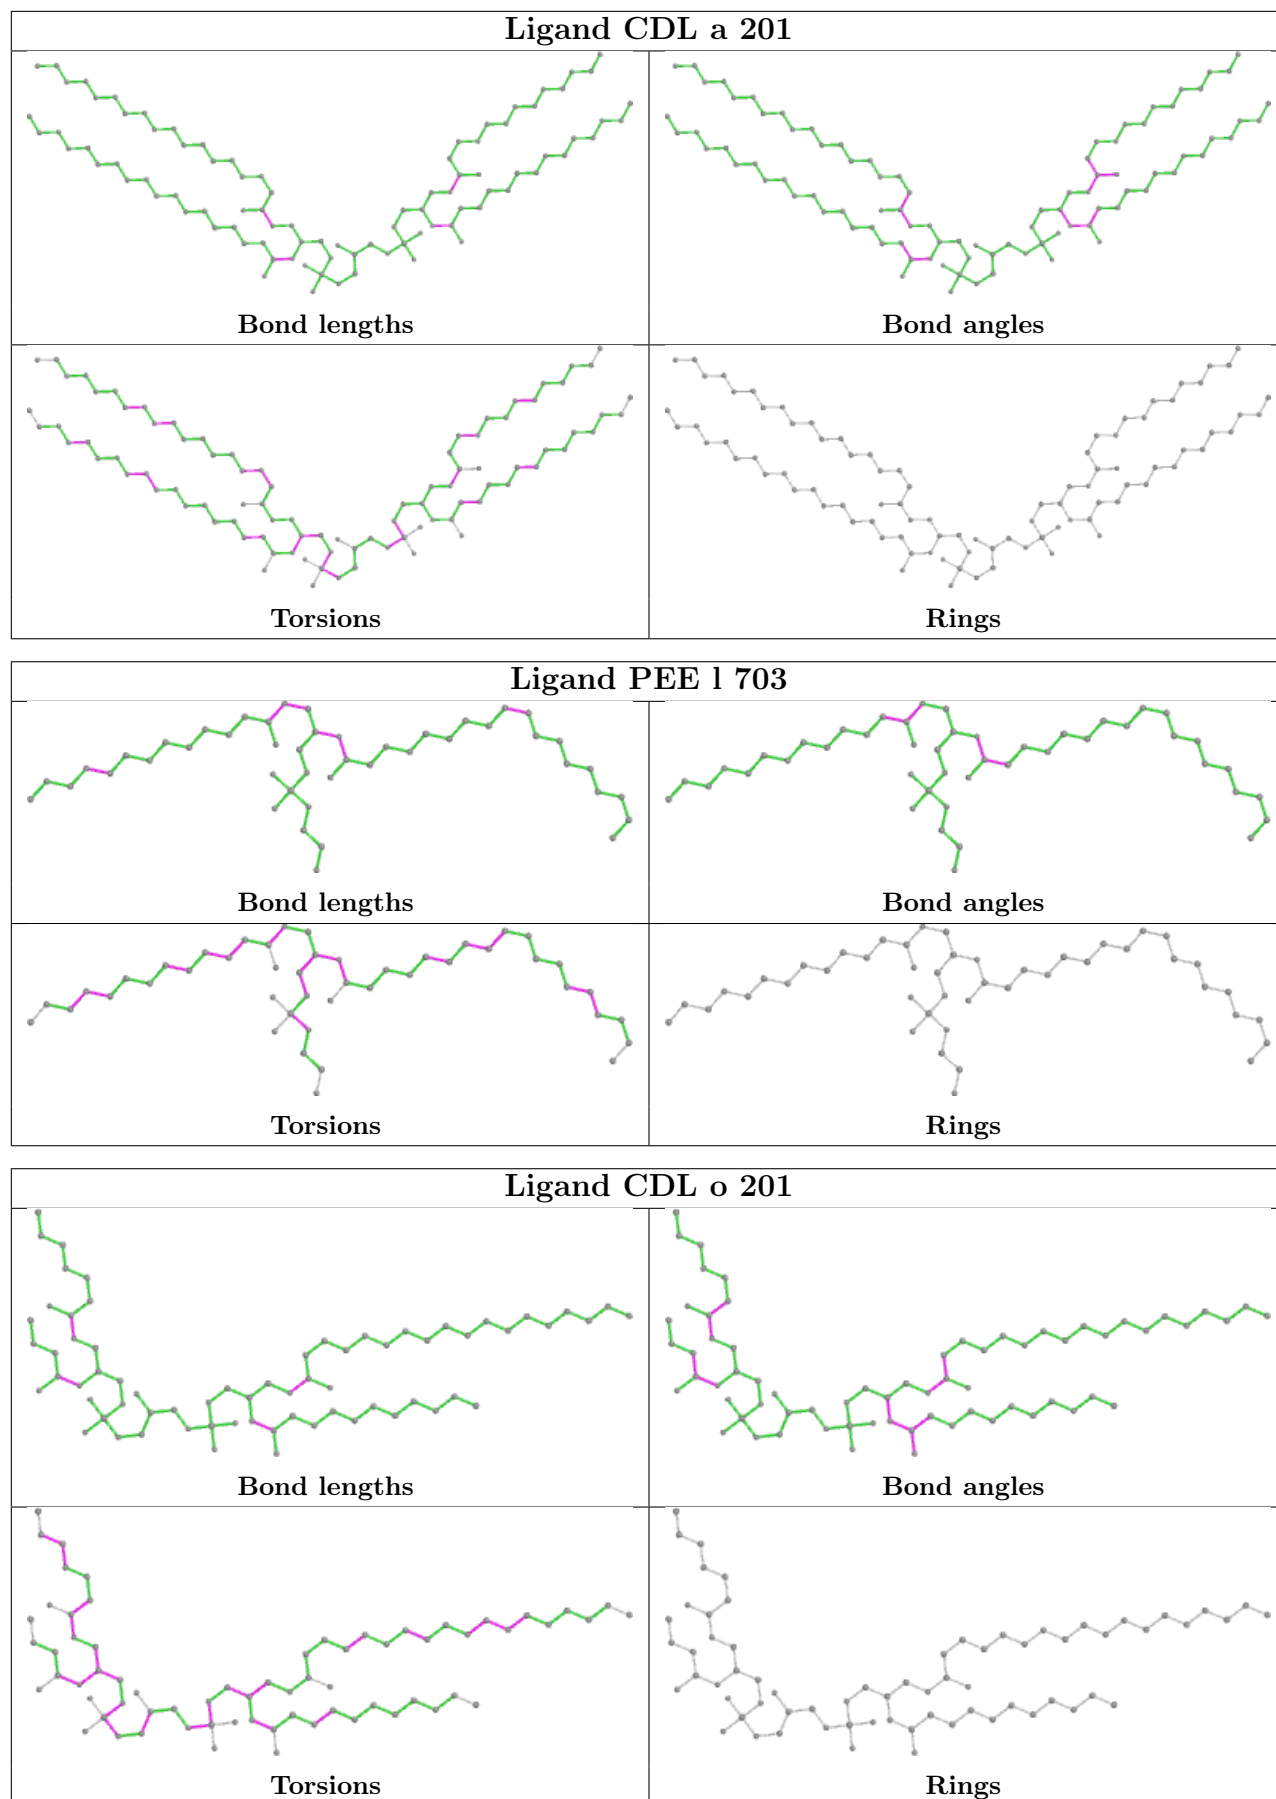 Ligand CDL a 201
Bond lengths
Bond angles
Torsions
Rings
Ligand PEE l 703
Bond lengths
Bond angles
Torsions
Rings
Ligand CDL o 201
Bond lengths
Bond angles
Torsions
Rings